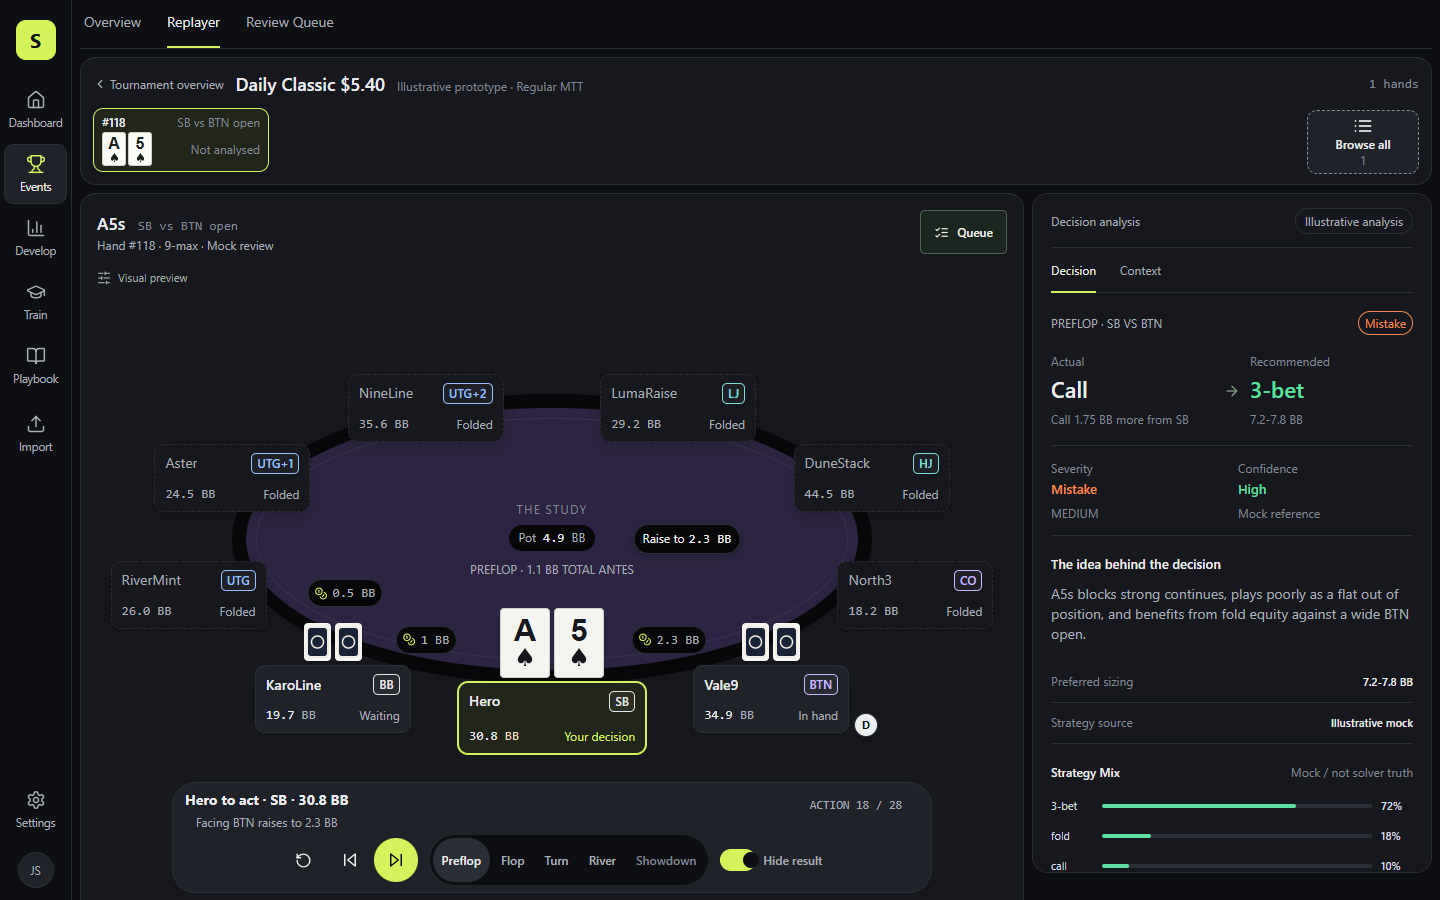 S
Dashboard
Events
Develop
Train
Playbook
Import
Settings
JS
Overview
Replayer
Review Queue
Tournament overview
Daily Classic $5.40
Illustrative prototype · Regular MTT
1 hands
#118
SB vs BTN open
A
5
Not analysed
Browse all
1
A5s
SB vs BTN open
Hand #118 · 9-max · Mock review
Queue
Visual preview
NineLine
UTG+2
35.6 BB
Folded
LumaRaise
LJ
29.2 BB
Folded
Aster
UTG+1
24.5 BB
Folded
DuneStack
HJ
44.5 BB
Folded
THE STUDY
Pot 4.9 BB
Raise to 2.3 BB
PREFLOP · 1.1 BB TOTAL ANTES
RiverMint
UTG
26.0 BB
Folded
North3
CO
18.2 BB
Folded
0.5 BB
1 BB
A
5
2.3 BB
KaroLine
BB
19.7 BB
Waiting
Hero
SB
30.8 BB
Your decision
Vale9
BTN
34.9 BB
In hand
D
Hero to act · SB · 30.8 BB
Facing BTN raises to 2.3 BB
ACTION 18 / 28
Preflop
Flop
Turn
River
Showdown
Hide result
Decision analysis
Illustrative analysis
Decision
Context
PREFLOP · SB VS BTN
Mistake
Actual
Recommended
Call
3-bet
Call 1.75 BB more from SB
7.2-7.8 BB
Severity
Confidence
Mistake
High
MEDIUM
Mock reference
The idea behind the decision
A5s blocks strong continues, plays poorly as a flat out of
position, and benefits from fold equity against a wide BTN
open.
Preferred sizing
7.2-7.8 BB
Strategy source
Illustrative mock
Strategy Mix
Mock / not solver truth
3-bet
72%
fold
18%
call
10%